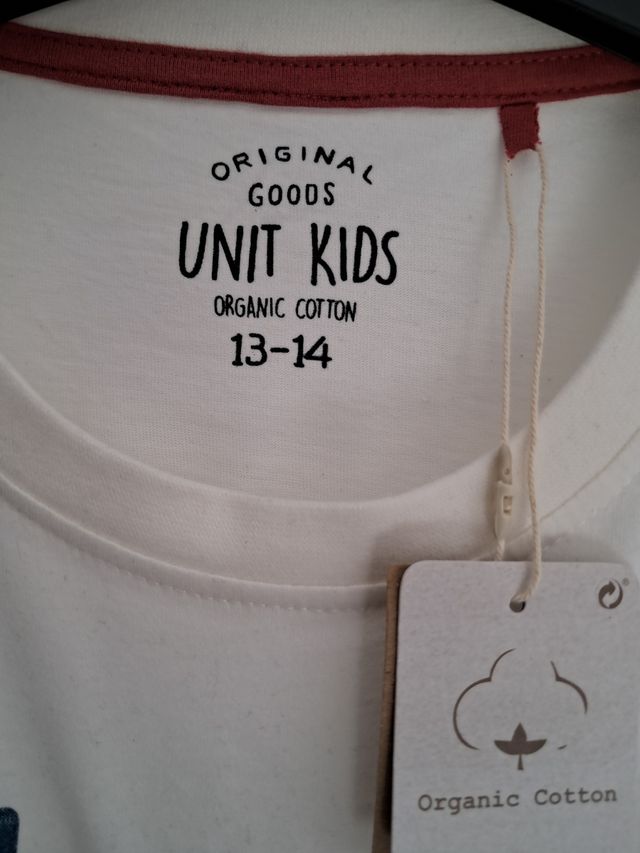 ORIGINAL
GOODS
UNIT KIDS
ORGANIC COTTON
13-14
Organic Cotton